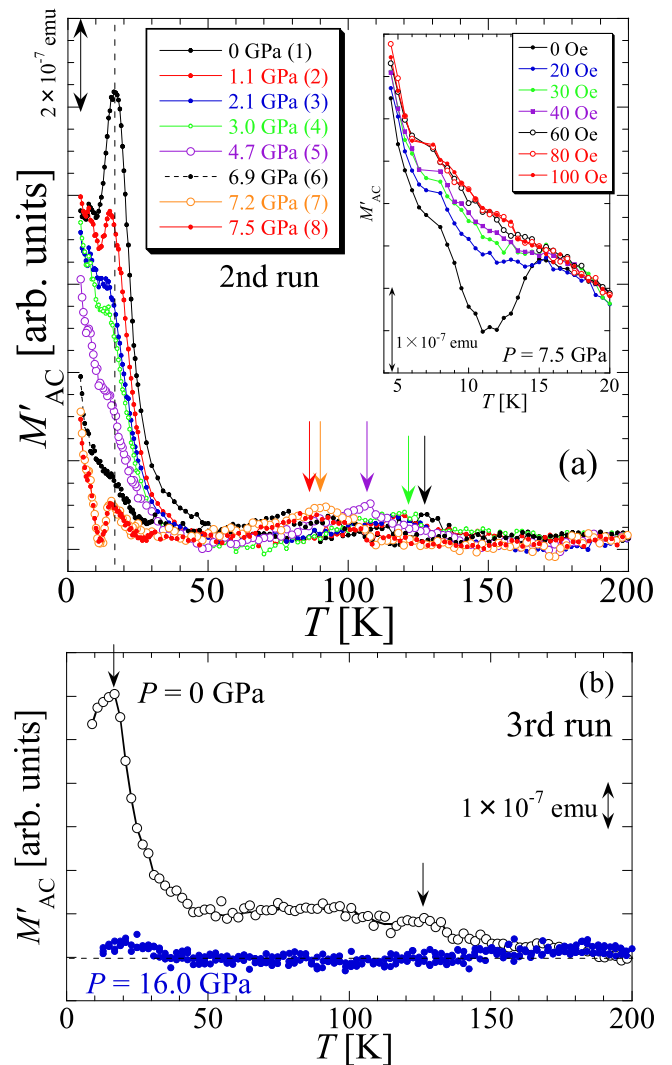 2×10⁻⁷ emu
0 GPa (1)
1.1 GPa (2)
2.1 GPa (3)
3.0 GPa (4)
4.7 GPa (5)
6.9 GPa (6)
7.2 GPa (7)
7.5 GPa (8)
2nd run
0 Oe
20 Oe
30 Oe
40 Oe
60 Oe
80 Oe
100 Oe
M'AC
1×10⁻⁷ emu
P = 7.5 GPa
5 10 15 20
T [K]
M'AC [arb. units]
(a)
0 50 100 150 200
T [K]
(b)
P = 0 GPa
3rd run
1×10⁻⁷ emu
M'AC [arb. units]
P = 16.0 GPa
0 50 100 150 200
T [K]